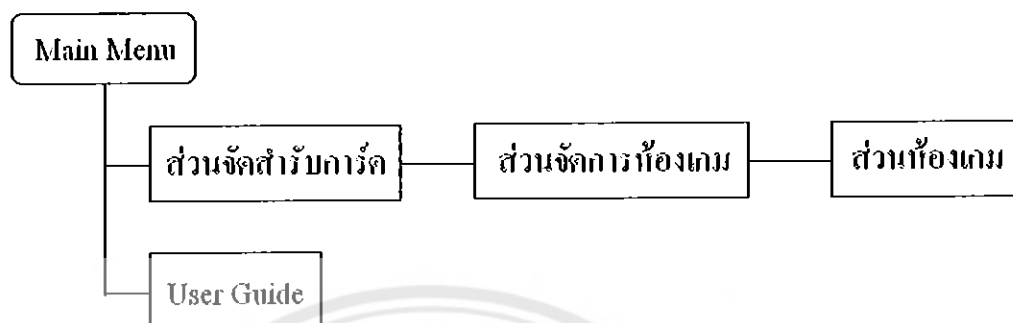 Main Menu
ส่วนจัดสำรับการ์ด
ส่วนจัดการห้องเกม
ส่วนห้องเกม
User Guide